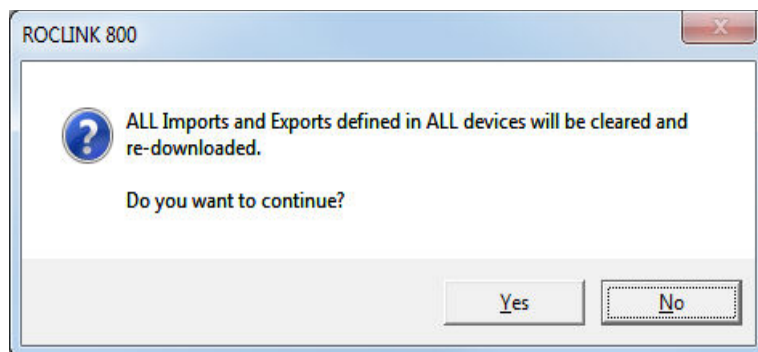 ROCLINK 800
ALL Imports and Exports defined in ALL devices will be cleared and
re-downloaded.
Do you want to continue?
Yes
No